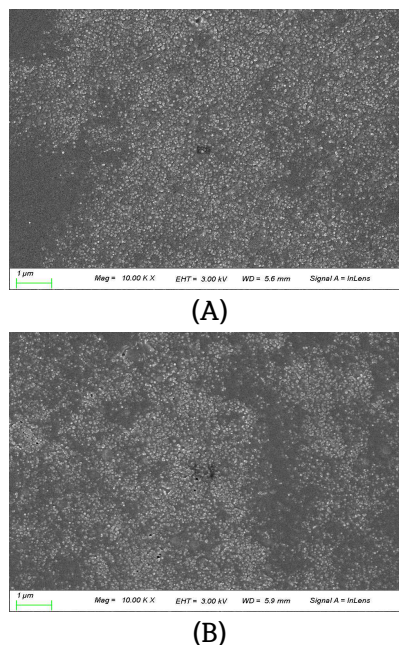 1 µm
Mag = 10.00 K X EHT = 3.00 kV WD = 5.6 mm Signal A = InLens
(A)
1 µm
Mag = 10.00 K X EHT = 3.00 kV WD = 5.9 mm Signal A = InLens
(B)